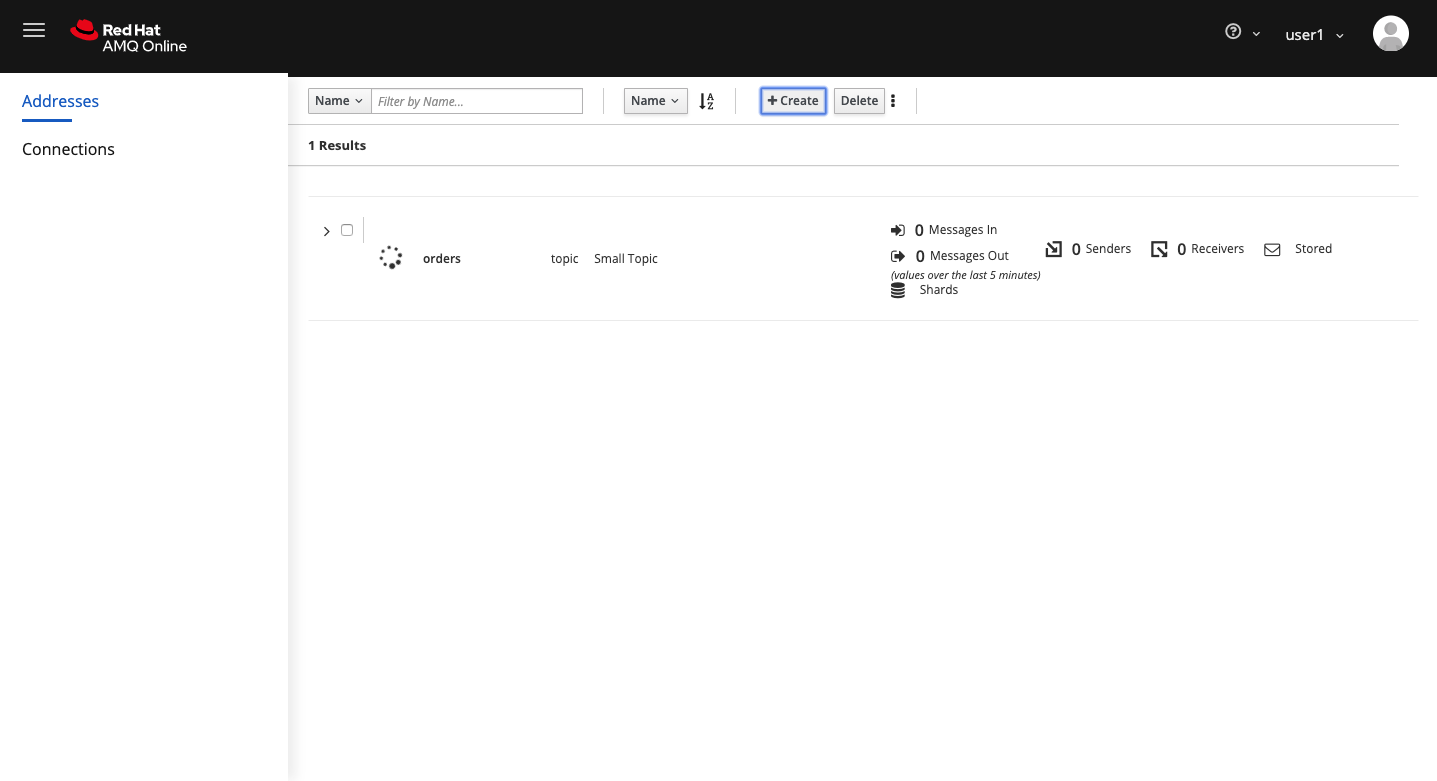 Red Hat
AMQ Online
user1
Addresses
Connections
Name Filter by Name... Name A Z Create Delete
1 Results
orders topic Small Topic
0 Messages In
0 Messages Out
(values over the last 5 minutes)
Shards
0 Senders 0 Receivers Stored